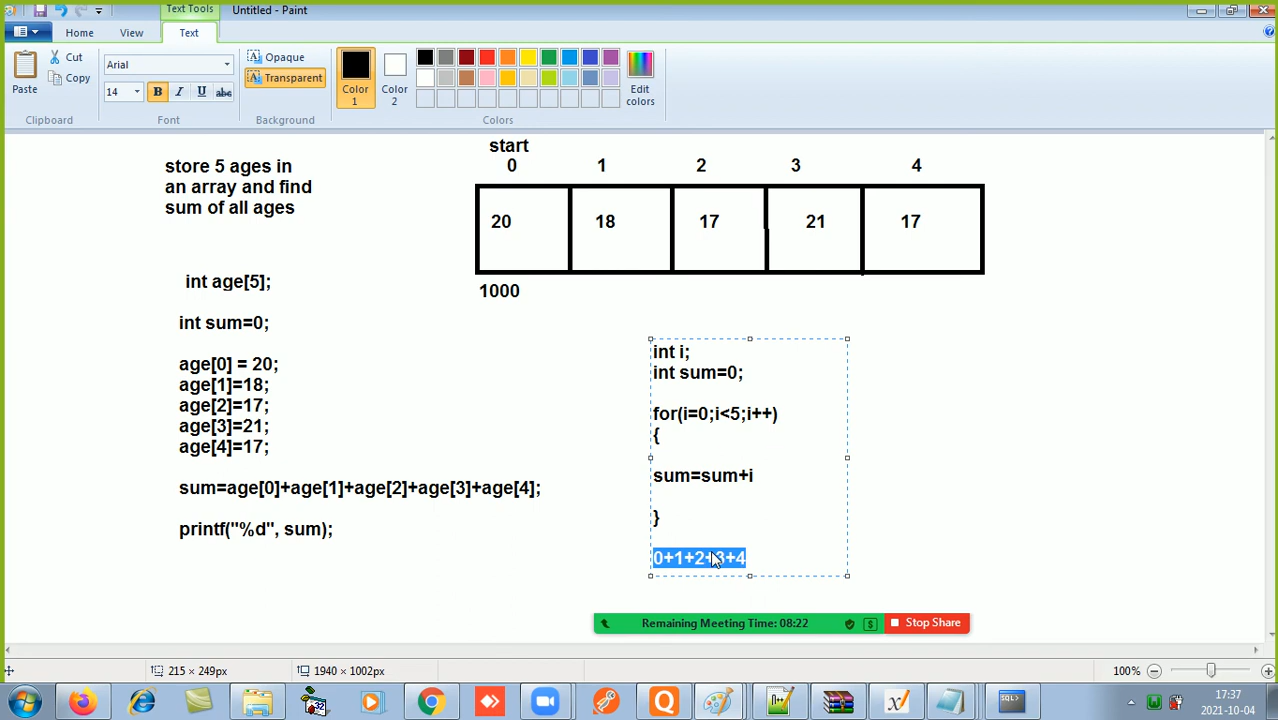 Text Tools
Untitled - Paint
Home
View
Text
Paste
Cut
Copy
Clipboard
Arial
14
B
I
U
abc
Font
Opaque
Transparent
Background
Color
1
Color
2
Edit
colors
Colors
store 5 ages in
an array and find
sum of all ages
start
0 1 2 3 4
20 18 17 21 17
1000
int age[5];
int sum=0;
age[0] = 20;
age[1]=18;
age[2]=17;
age[3]=21;
age[4]=17;
sum=age[0]+age[1]+age[2]+age[3]+age[4];
printf("%d", sum);
int i;
int sum=0;
for(i=0;i<5;i++)
{
sum=sum+i
}
0+1+2+3+4
Remaining Meeting Time: 08:22
Stop Share
215 × 249px
1940 × 1002px
100%
17:37
2021-10-04